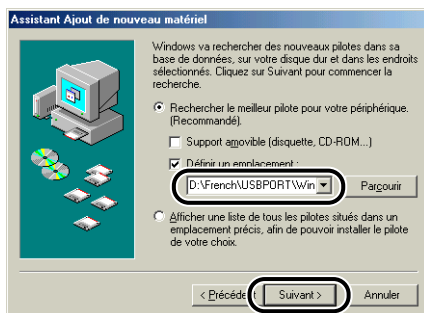 Assistant Ajout de nouveau matériel
Windows va rechercher des nouveaux pilotes dans sa
base de données, sur votre disque dur et dans les endroits
sélectionnés. Cliquez sur Suivant pour commencer la
recherche.
Rechercher le meilleur pilote pour votre périphérique.
(Recommandé).
Support amovible (disquette, CD-ROM...)
Définir un emplacement :
D:\French\USBPORT\Win
Parcourir
Afficher une liste de tous les pilotes situés dans un
emplacement précis, afin de pouvoir installer le pilote
de votre choix.
< Précédent Suivant > Annuler